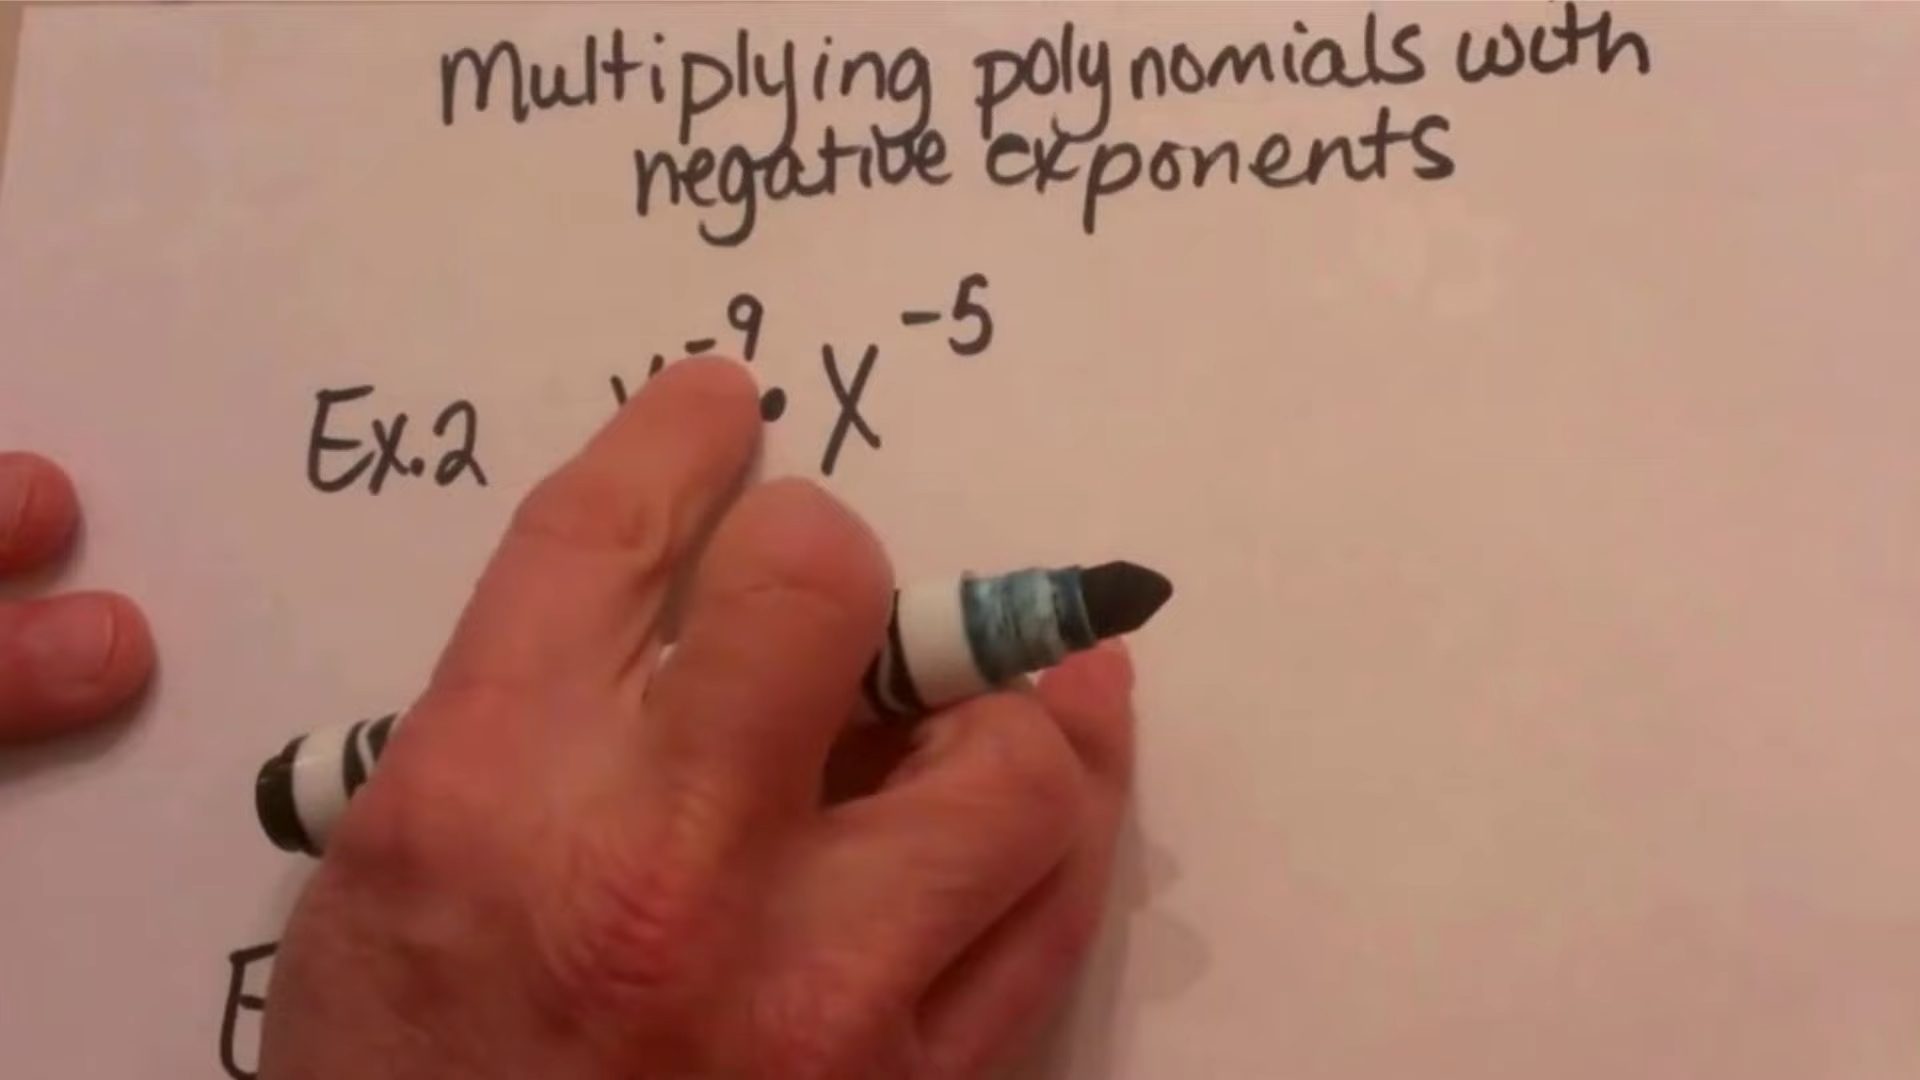 Multiplying polynomials with
negative exponents
Ex.2 x⁻⁹ • x⁻⁵